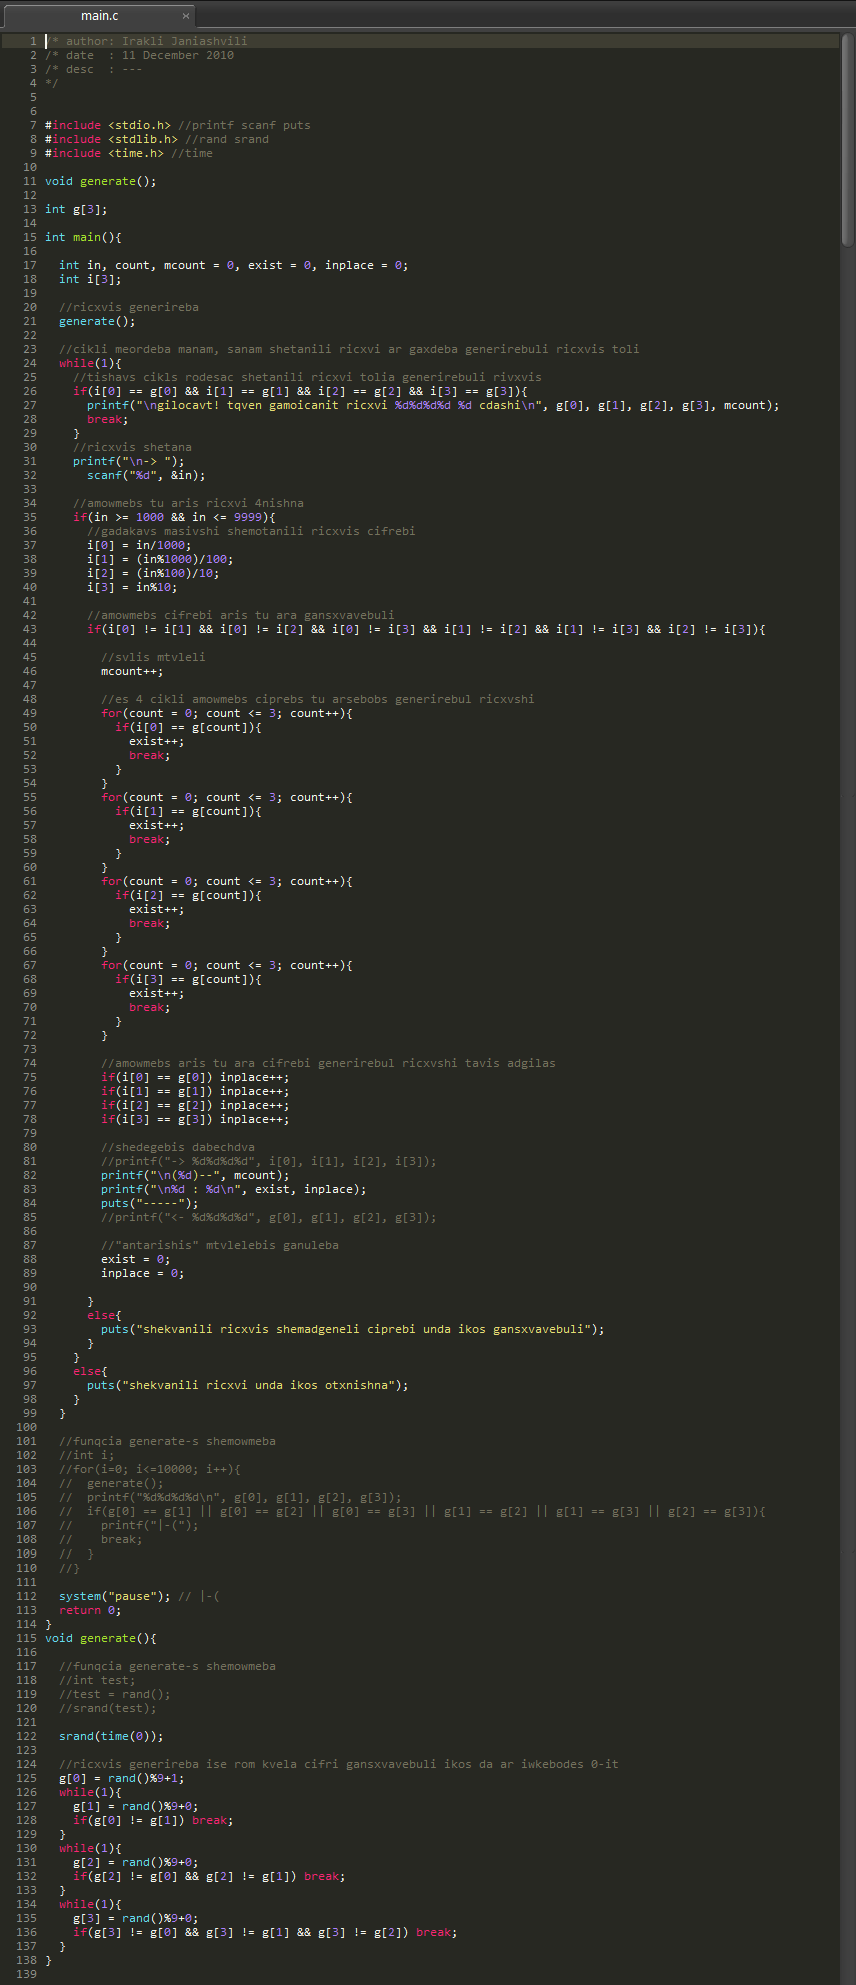 main.c ×
1 /* author: Irakli Janiashvili
2 /* date  : 11 December 2010
3 /* desc  : ---
4 */
5
6
7 #include <stdio.h> //printf scanf puts
8 #include <stdlib.h> //rand srand
9 #include <time.h> //time
10
11 void generate();
12
13 int g[3];
14
15 int main(){
16
17   int in, count, mcount = 0, exist = 0, inplace = 0;
18   int i[3];
19
20   //ricxvis generireba
21   generate();
22
23   //cikli meordeba manam, sanam shetanili ricxvi ar gaxdeba generirebuli ricxvis toli
24   while(1){
25     //tishavs cikls rodesac shetanili ricxvi tolia generirebuli rivxvis
26     if(i[0] == g[0] && i[1] == g[1] && i[2] == g[2] && i[3] == g[3]){
27       printf("\ngilocavt! tqven gamoicanit ricxvi %d%d%d%d %d cdashi\n", g[0], g[1], g[2], g[3], mcount);
28       break;
29     }
30     //ricxvis shetana
31     printf("\n-> ");
32       scanf("%d", &in);
33
34     //amowmebs tu aris ricxvi 4nishna
35     if(in >= 1000 && in <= 9999){
36       //gadakavs masivshi shemotanili ricxvis cifrebi
37       i[0] = in/1000;
38       i[1] = (in%1000)/100;
39       i[2] = (in%100)/10;
40       i[3] = in%10;
41
42       //amowmebs cifrebi aris tu ara gansxvavebuli
43       if(i[0] != i[1] && i[0] != i[2] && i[0] != i[3] && i[1] != i[2] && i[1] != i[3] && i[2] != i[3]){
44
45         //svlis mtvleli
46         mcount++;
47
48         //es 4 cikli amowmebs ciprebs tu arsebobs generirebul ricxvshi
49         for(count = 0; count <= 3; count++){
50           if(i[0] == g[count]){
51             exist++;
52             break;
53           }
54         }
55         for(count = 0; count <= 3; count++){
56           if(i[1] == g[count]){
57             exist++;
58             break;
59           }
60         }
61         for(count = 0; count <= 3; count++){
62           if(i[2] == g[count]){
63             exist++;
64             break;
65           }
66         }
67         for(count = 0; count <= 3; count++){
68           if(i[3] == g[count]){
69             exist++;
70             break;
71           }
72         }
73
74         //amowmebs aris tu ara cifrebi generirebul ricxvshi tavis adgilas
75         if(i[0] == g[0]) inplace++;
76         if(i[1] == g[1]) inplace++;
77         if(i[2] == g[2]) inplace++;
78         if(i[3] == g[3]) inplace++;
79
80         //shedegebis dabechdva
81         //printf("-> %d%d%d%d", i[0], i[1], i[2], i[3]);
82         printf("\n(%d)--", mcount);
83         printf("\n%d : %d\n", exist, inplace);
84         puts("-----");
85         //printf("<- %d%d%d%d", g[0], g[1], g[2], g[3]);
86
87         //"antarishis" mtvlelebis ganuleba
88         exist = 0;
89         inplace = 0;
90
91       }
92       else{
93         puts("shekvanili ricxvis shemadgeneli ciprebi unda ikos gansxvavebuli");
94       }
95     }
96     else{
97       puts("shekvanili ricxvi unda ikos otxnishna");
98     }
99   }
100
101   //funqcia generate-s shemowmeba
102   //int i;
103   //for(i=0; i<=10000; i++){
104   //  generate();
105   //  printf("%d%d%d%d\n", g[0], g[1], g[2], g[3]);
106   //  if(g[0] == g[1] || g[0] == g[2] || g[0] == g[3] || g[1] == g[2] || g[1] == g[3] || g[2] == g[3]){
107   //    printf("|-(");
108   //    break;
109   //  }
110   //}
111
112   system("pause"); // |-(
113   return 0;
114 }
115 void generate(){
116
117   //funqcia generate-s shemowmeba
118   //int test;
119   //test = rand();
120   //srand(test);
121
122   srand(time(0));
123
124   //ricxvis generireba ise rom kvela cifri gansxvavebuli ikos da ar iwkebodes 0-it
125   g[0] = rand()%9+1;
126   while(1){
127     g[1] = rand()%9+0;
128     if(g[0] != g[1]) break;
129   }
130   while(1){
131     g[2] = rand()%9+0;
132     if(g[2] != g[0] && g[2] != g[1]) break;
133   }
134   while(1){
135     g[3] = rand()%9+0;
136     if(g[3] != g[0] && g[3] != g[1] && g[3] != g[2]) break;
137   }
138 }
139